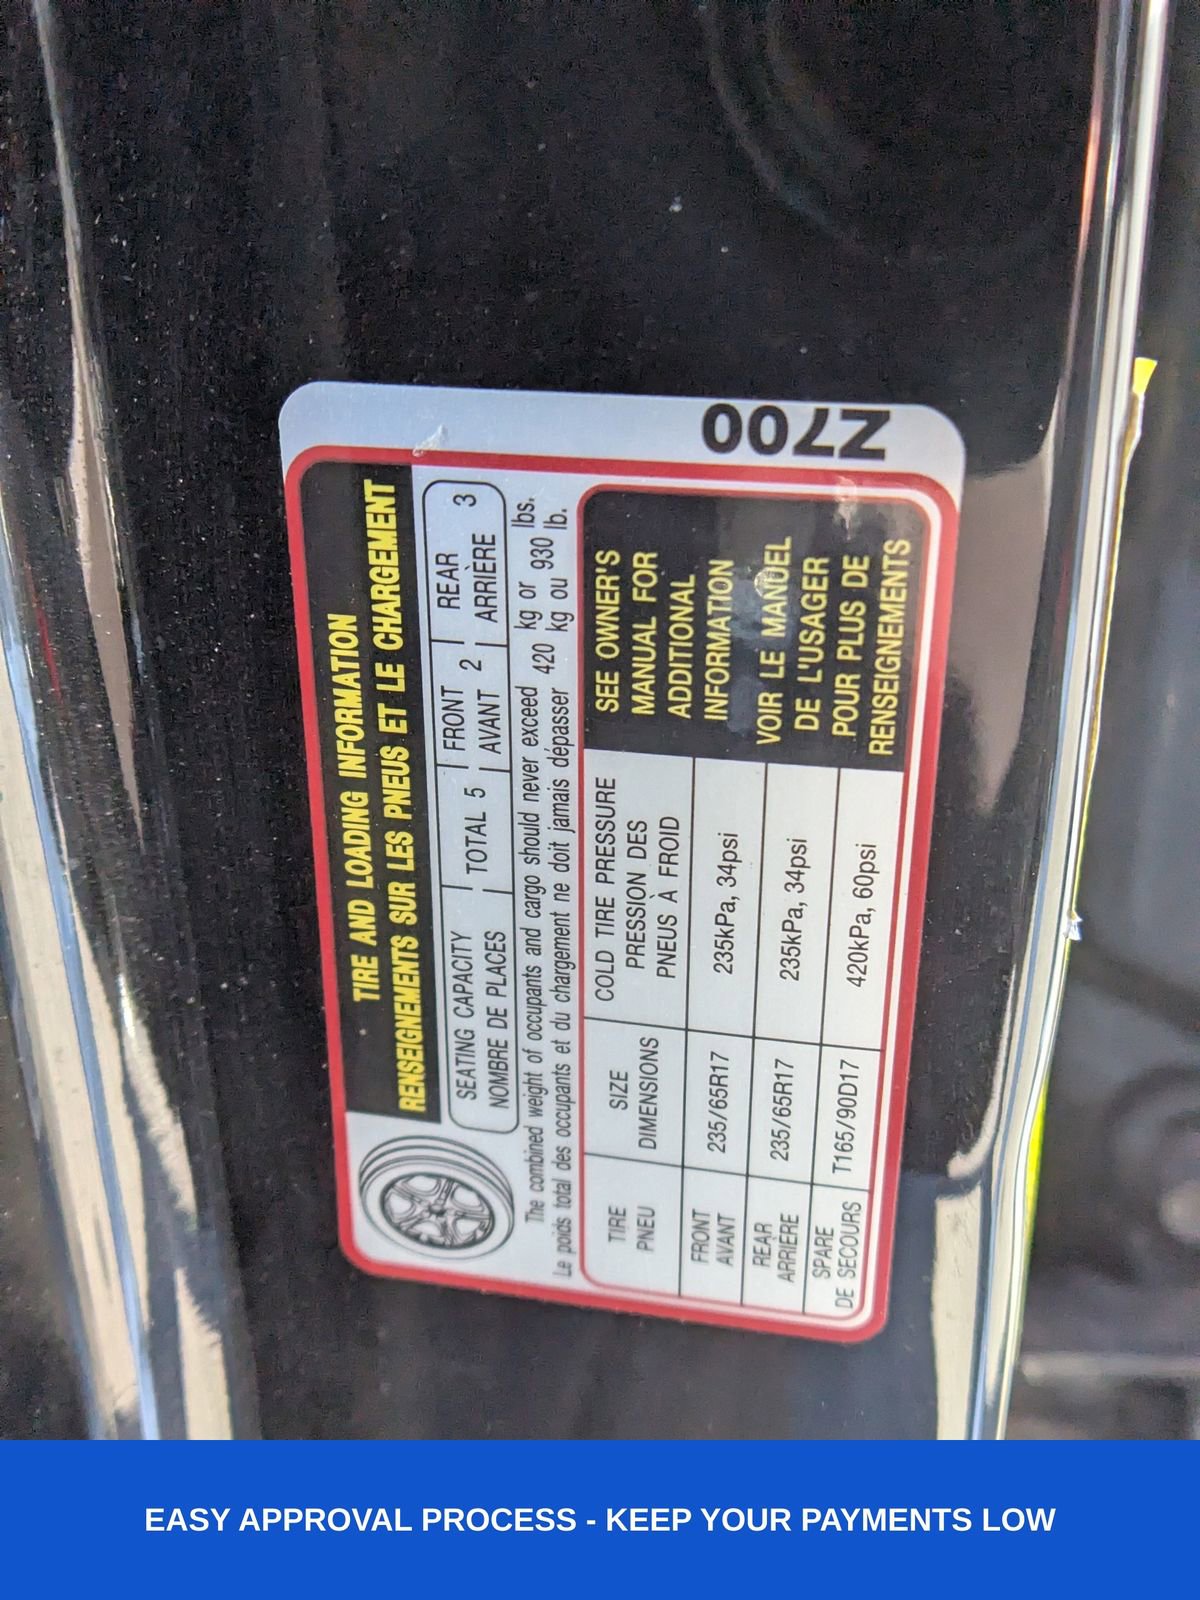 TIRE AND LOADING INFORMATION
RENSEIGNEMENTS SUR LES PNEUS ET LE CHARGEMENT
SEATING CAPACITY
NOMBRE DE PLACES
TOTAL 5
FRONT
AVANT 2
REAR
ARRIÈRE 3
The combined weight of occupants and cargo should never exceed 420 kg or 930 lbs.
Le poids total des occupants et du chargement ne doit jamais dépasser 420 kg ou 930 lb.
TIRE
PNEU
SIZE
DIMENSIONS
COLD TIRE PRESSURE
PRESSION DES
PNEUS À FROID
FRONT
AVANT
235/65R17
235kPa, 34psi
REAR
ARRIÈRE
235/65R17
235kPa, 34psi
SPARE
DE SECOURS
T165/90D17
420kPa, 60psi
SEE OWNER'S
MANUAL FOR
ADDITIONAL
INFORMATION
VOIR LE MANUEL
DE L'USAGER
POUR PLUS DE
RENSEIGNEMENTS
Z700
EASY APPROVAL PROCESS - KEEP YOUR PAYMENTS LOW